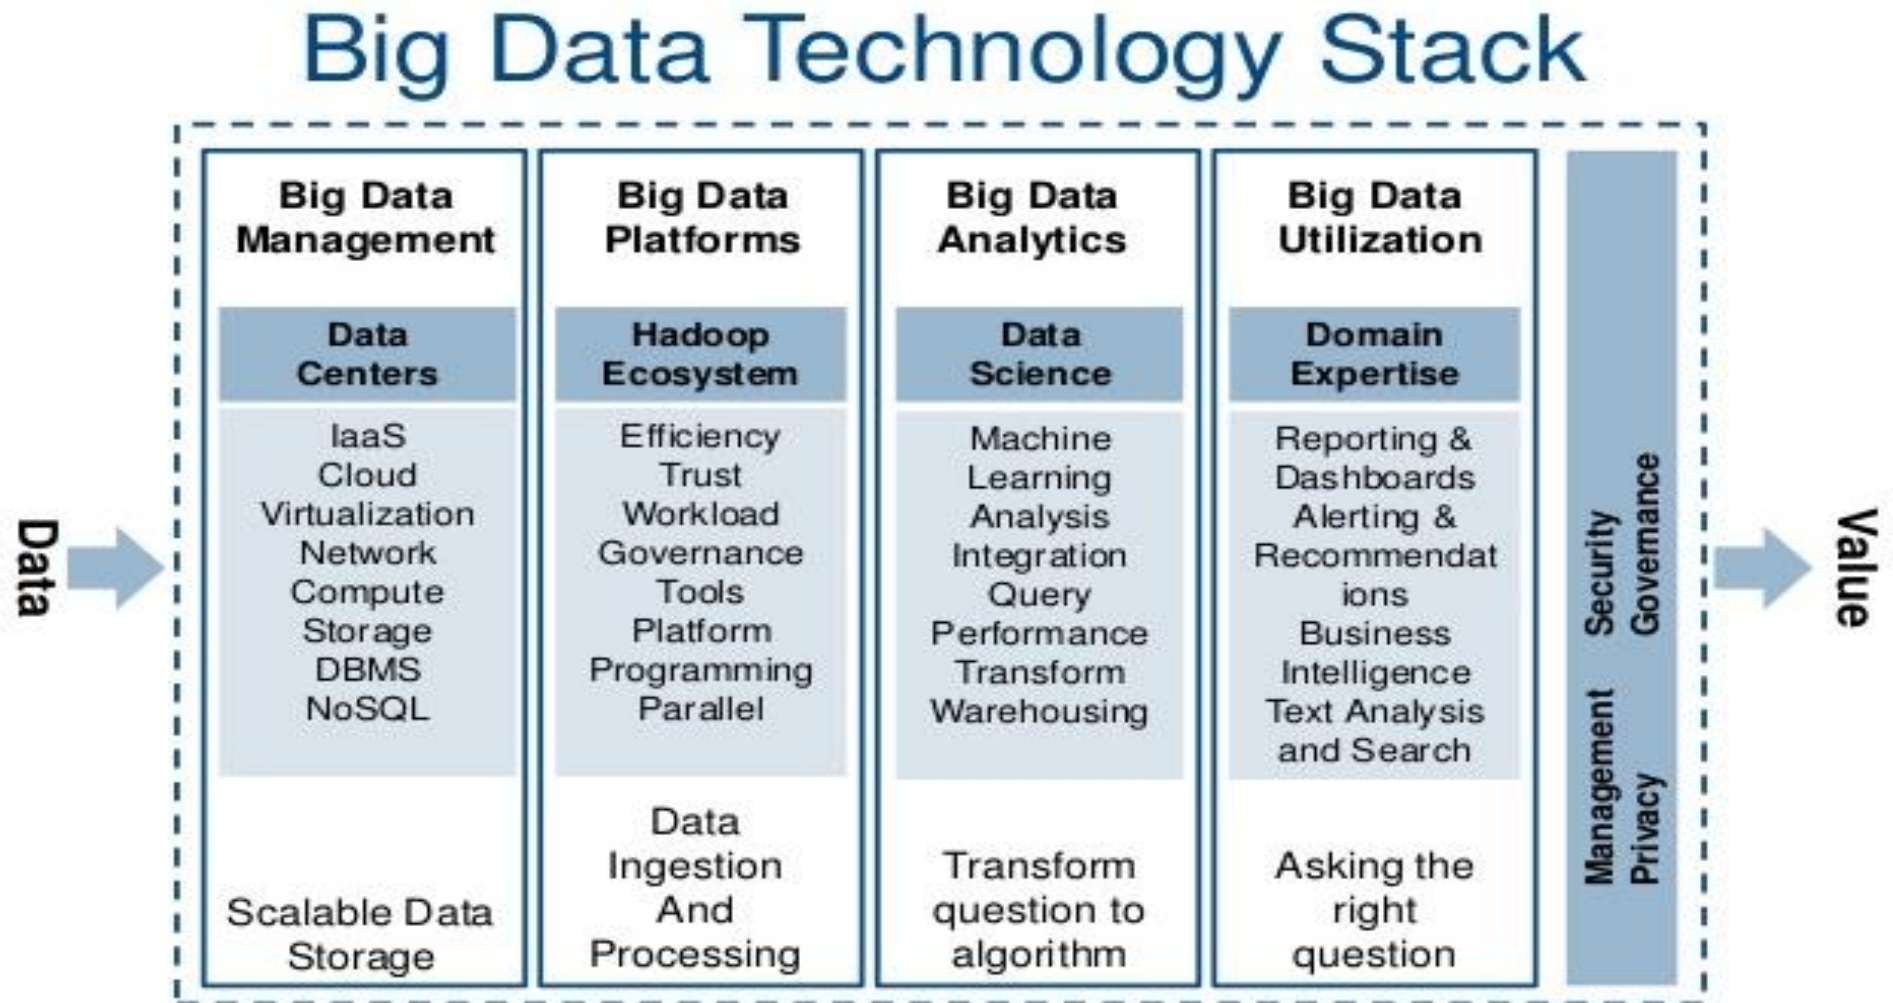 Big Data Technology Stack
Data
Big Data
Management
Data
Centers
IaaS
Cloud
Virtualization
Network
Compute
Storage
DBMS
NoSQL
Scalable Data
Storage
Big Data
Platforms
Hadoop
Ecosystem
Efficiency
Trust
Workload
Governance
Tools
Platform
Programming
Parallel
Data
Ingestion
And
Processing
Big Data
Analytics
Data
Science
Machine
Learning
Analysis
Integration
Query
Performance
Transform
Warehousing
Transform
question to
algorithm
Big Data
Utilization
Domain
Expertise
Reporting &
Dashboards
Alerting &
Recommendat
ions
Business
Intelligence
Text Analysis
and Search
Asking the
right
question
Management Security
Privacy Governance
Value